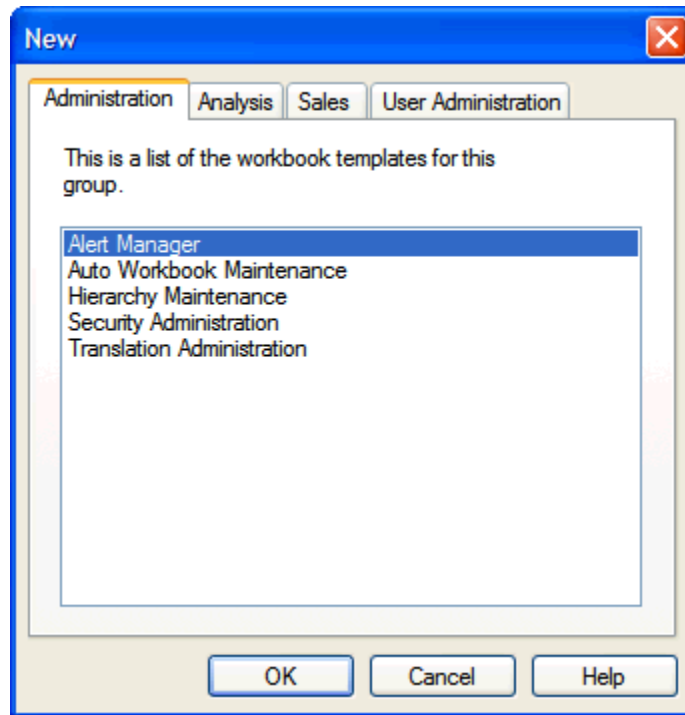 New
Administration Analysis Sales User Administration
This is a list of the workbook templates for this
group.
Alert Manager
Auto Workbook Maintenance
Hierarchy Maintenance
Security Administration
Translation Administration
OK Cancel Help